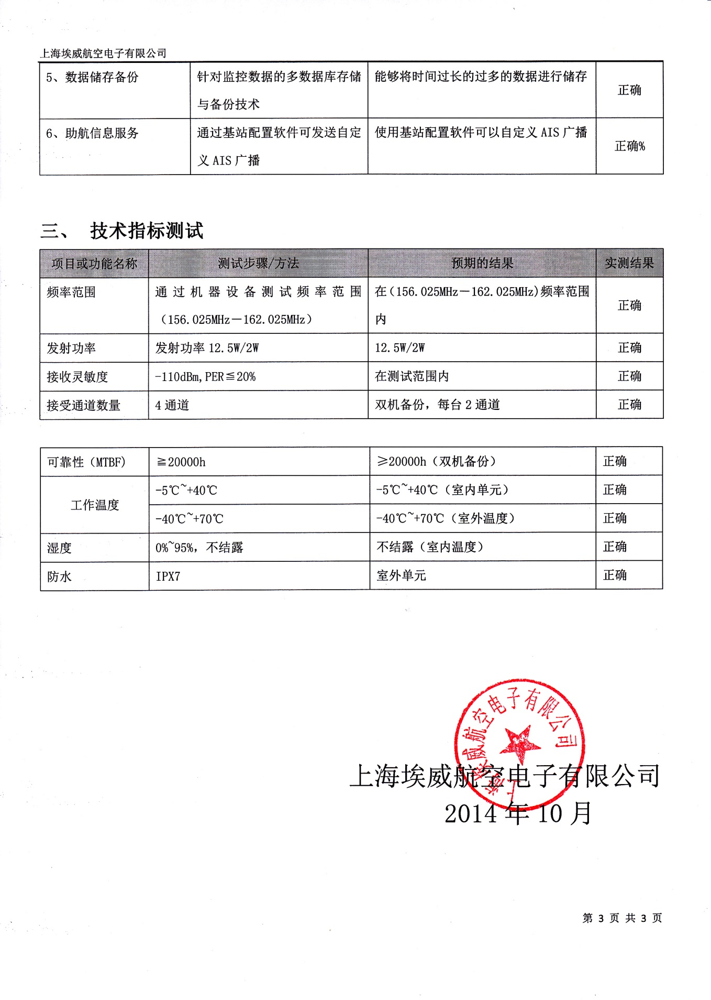 上海埃威航空电子有限公司
5、数据储存备份
针对监控数据的多数据库存储
与备份技术
能够将时间过长的过多的数据进行储存
正确
6、助航信息服务
通过基站配置软件可发送自定
义 AIS 广播
使用基站配置软件可以自定义 AIS 广播
正确%
三、 技术指标测试
项目或功能名称
测试步骤/方法
预期的结果
实测结果
频率范围
通过机器设备测试频率范围
（156.025MHz－162.025MHz）
在(156.025MHz－162.025MHz)频率范围
内
正确
发射功率
发射功率 12.5W/2W
12.5W/2W
正确
接收灵敏度
-110dBm,PER≦20%
在测试范围内
正确
接受通道数量
4 通道
双机备份，每台 2 通道
正确
可靠性（MTBF)
≧20000h
≥20000h（双机备份）
正确
工作温度
-5℃~+40℃
-5℃~+40℃（室内单元）
正确
-40℃~+70℃
-40℃~+70℃（室外温度）
正确
湿度
0%~95%，不结露
不结露（室内温度）
正确
防水
IPX7
室外单元
正确
上海埃威航空电子有限公司
上海埃威航空电子有限公司
2014 年 10 月
第 3 页 共 3 页